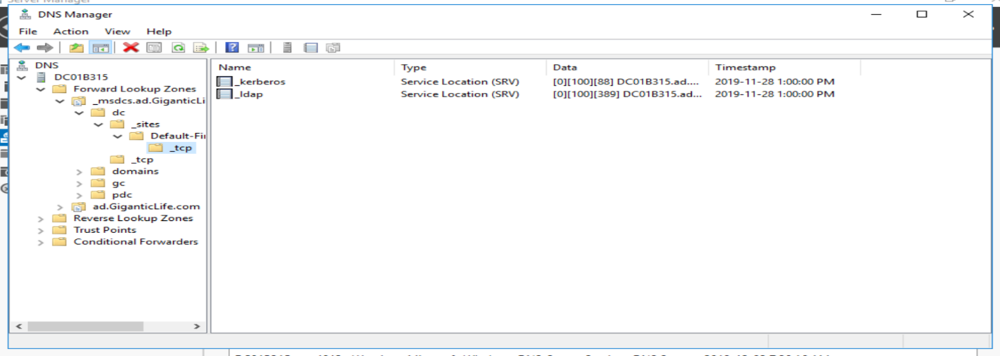 Server Manager
DNS Manager
File Action View Help
DNS
DC01B315
Forward Lookup Zones
_msdcs.ad.GiganticLi
dc
_sites
Default-Fi
_tcp
_tcp
domains
gc
pdc
ad.GiganticLife.com
Reverse Lookup Zones
Trust Points
Conditional Forwarders
Name Type Data Timestamp
_kerberos Service Location (SRV) [0][100][88] DC01B315.ad.... 2019-11-28 1:00:00 PM
_ldap Service Location (SRV) [0][100][389] DC01B315.ad... 2019-11-28 1:00:00 PM